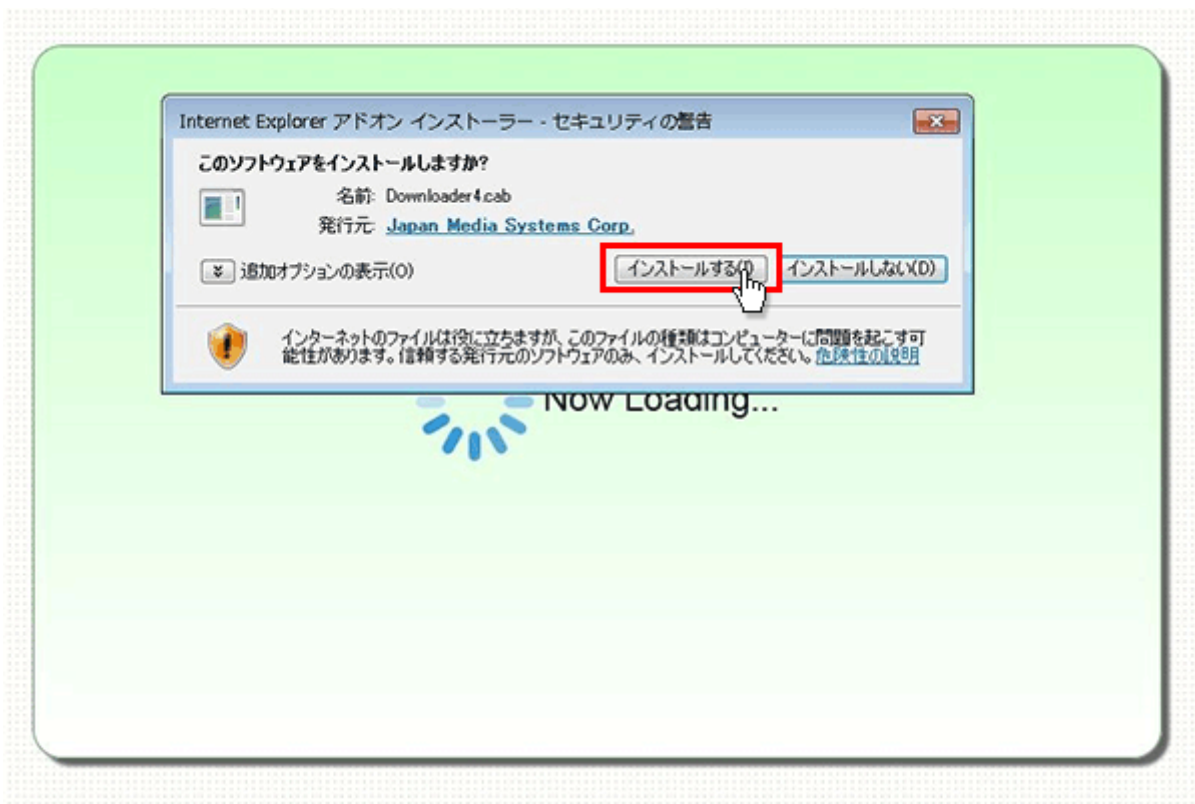 Internet Explorer アドオン インストーラー - セキュリティの警告
このソフトウェアをインストールしますか?
名前: Downloader4.cab
発行元: Japan Media Systems Corp.
追加オプションの表示(O)
インストールする(I)
インストールしない(D)
インターネットのファイルは役に立ちますが、このファイルの種類はコンピューターに問題を起こす可
能性があります。信頼する発行元のソフトウェアのみ、インストールしてください。危険性の説明
Now Loading...